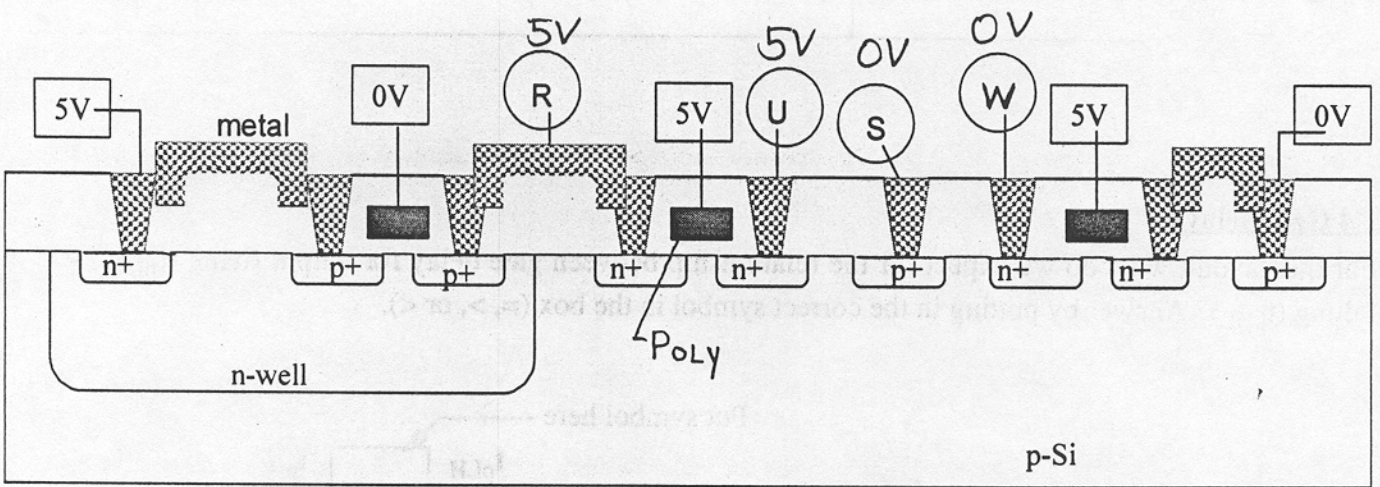 5V 5V 0V 0V
5V 0V R 5V U S W 5V 0V
metal
n+ p+ p+ n+ n+ p+ n+ n+ p+
POLY
n-well
p-Si